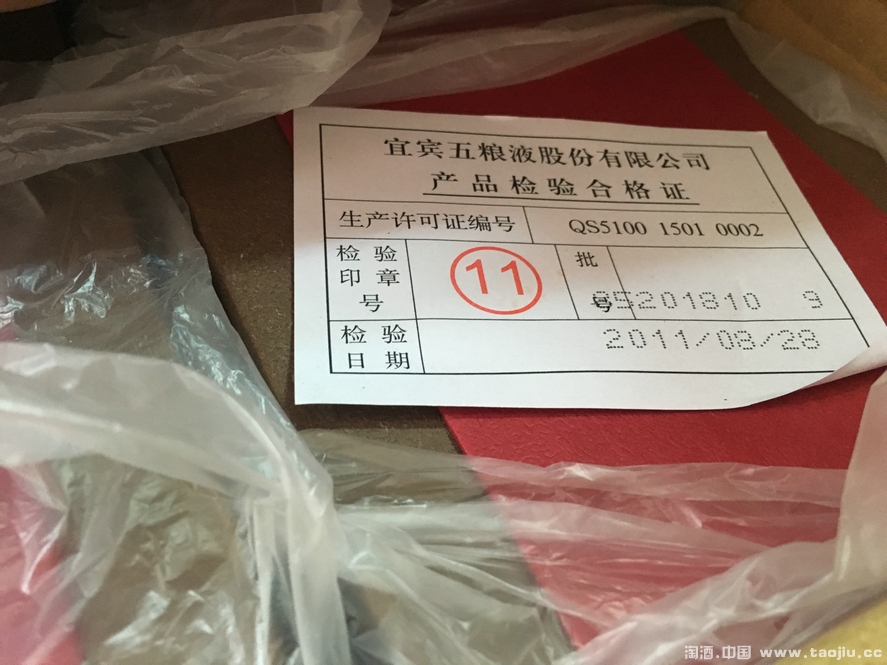 宜宾五粮液股份有限公司
产品检验合格证
生产许可证编号 QS5100 1501 0002
检验印章号 11 批号 85201810 9
检验日期 2011/08/28
淘酒.中国 www.taojiu.cc